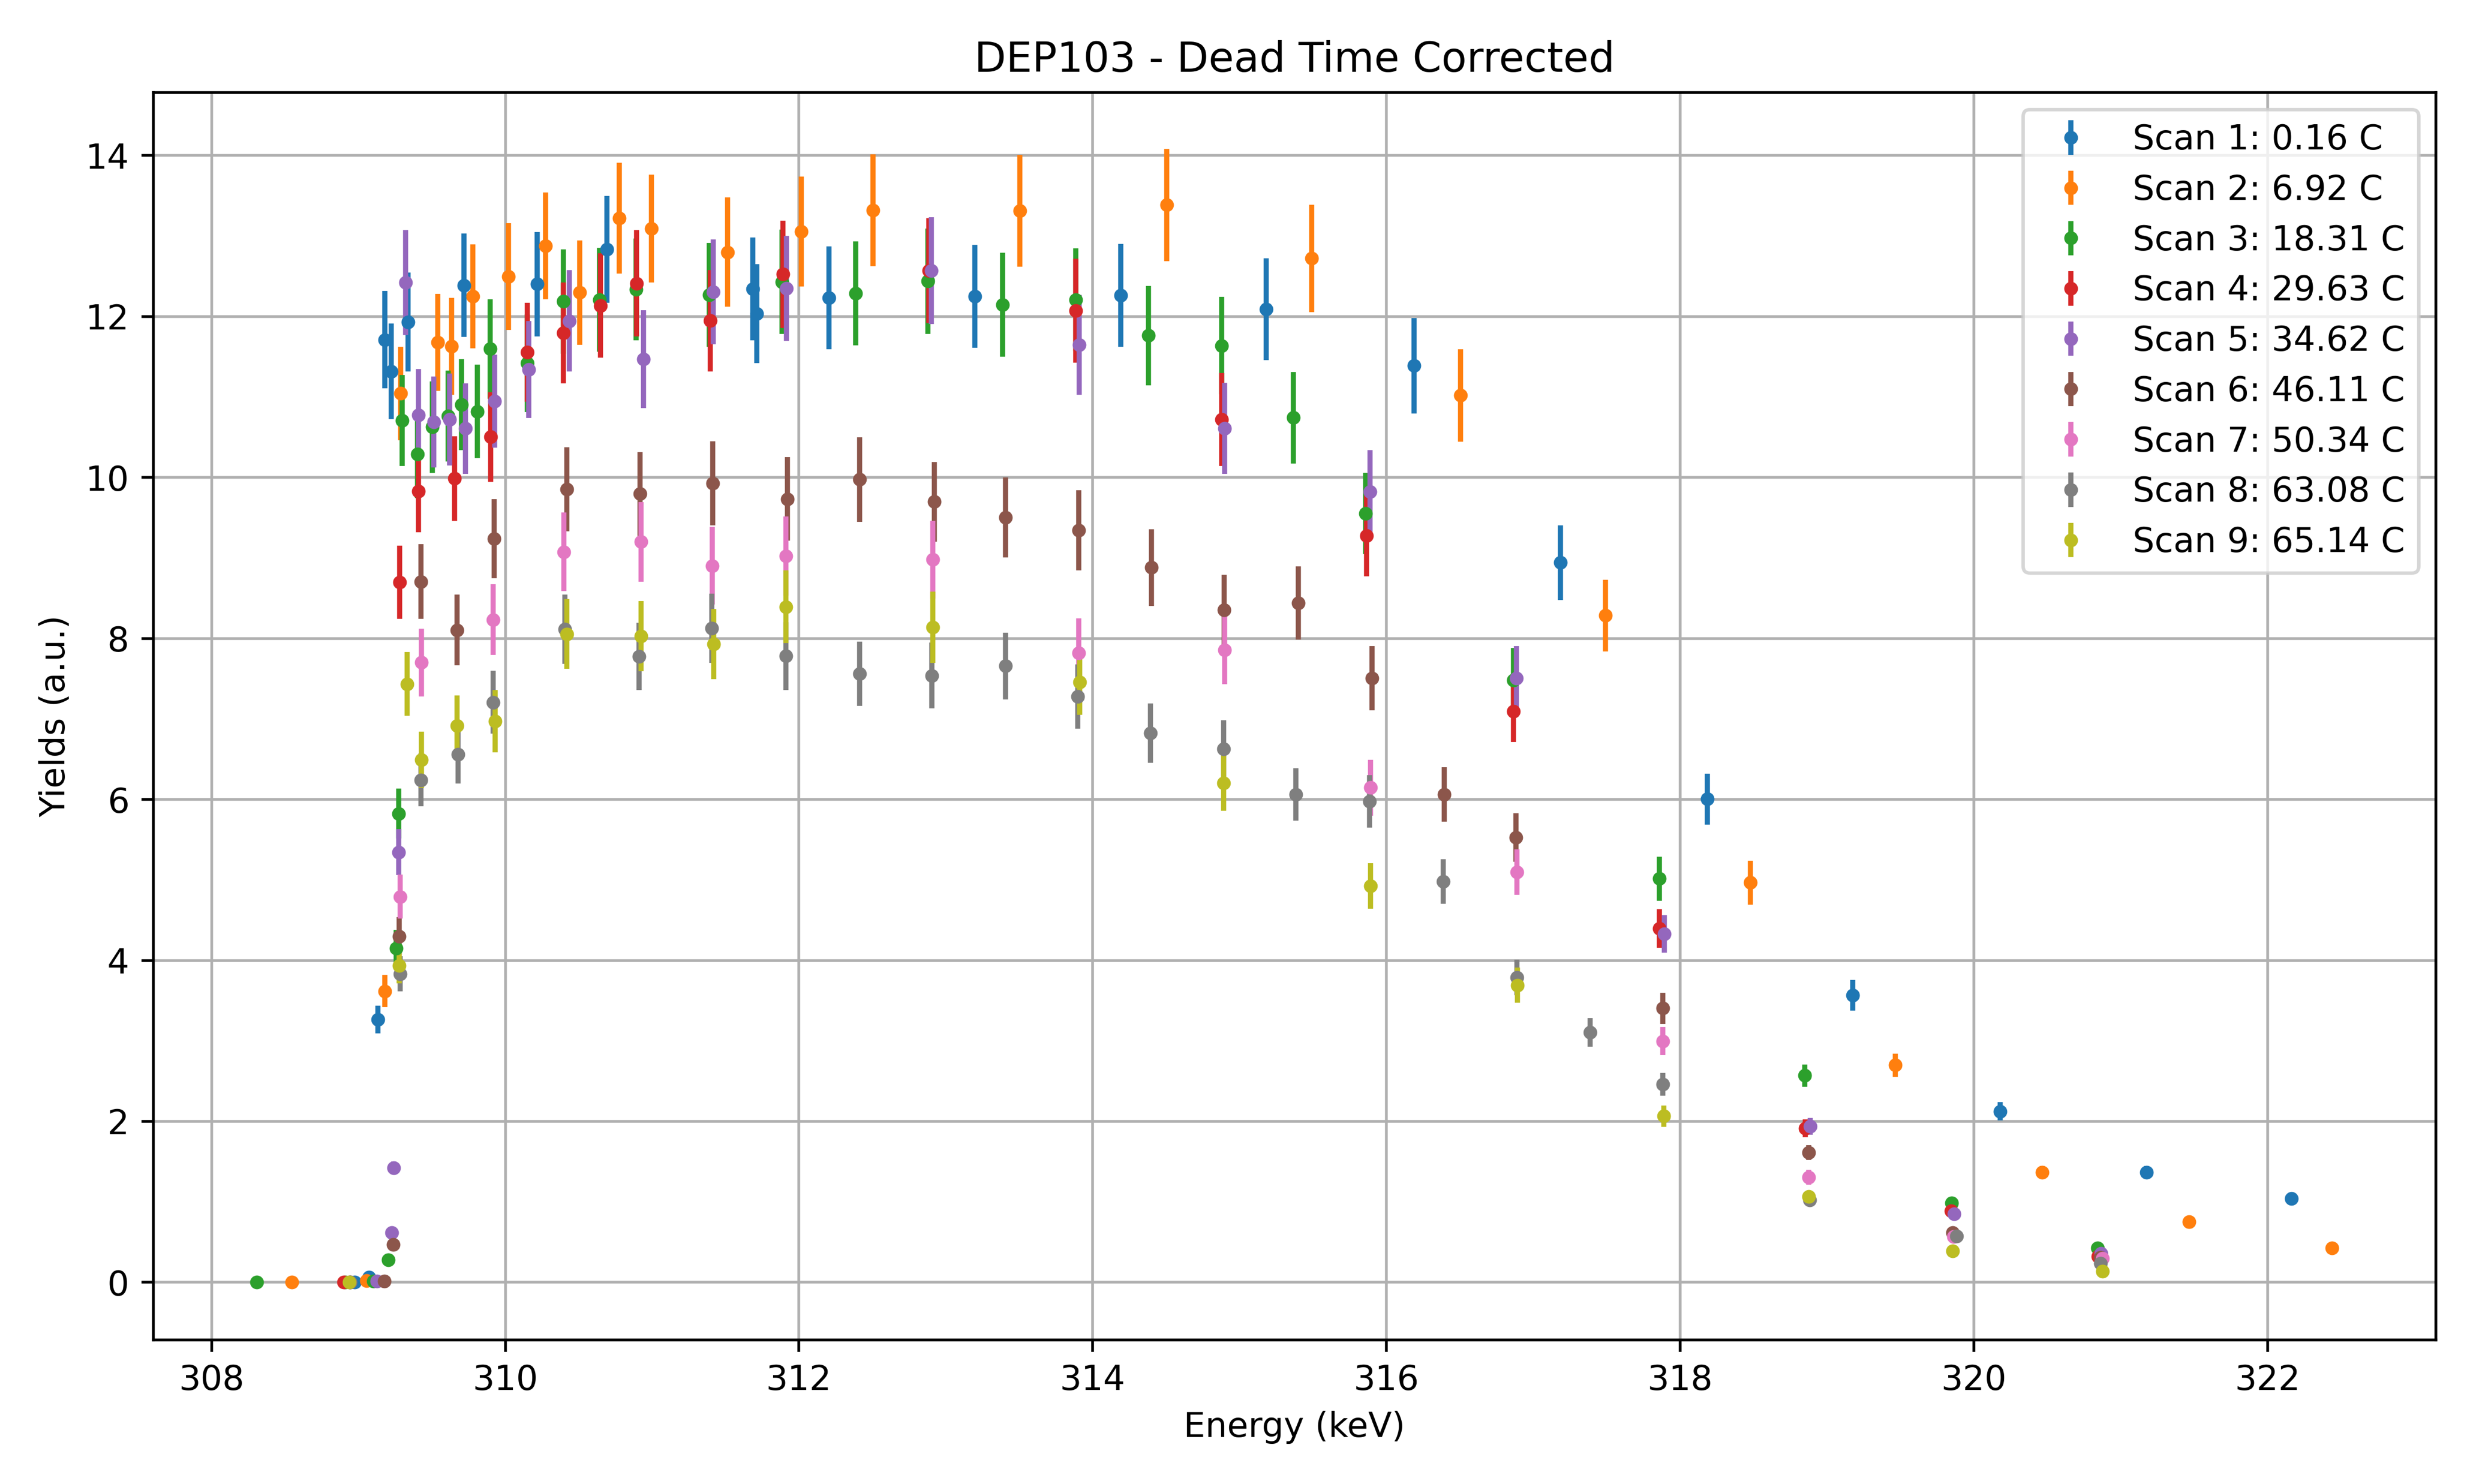 DEP103 - Dead Time Corrected
Yields (a.u.)
14
12
10
8
6
4
2
0
Scan 1: 0.16 C
Scan 2: 6.92 C
Scan 3: 18.31 C
Scan 4: 29.63 C
Scan 5: 34.62 C
Scan 6: 46.11 C
Scan 7: 50.34 C
Scan 8: 63.08 C
Scan 9: 65.14 C
308 310 312 314 316 318 320 322
Energy (keV)